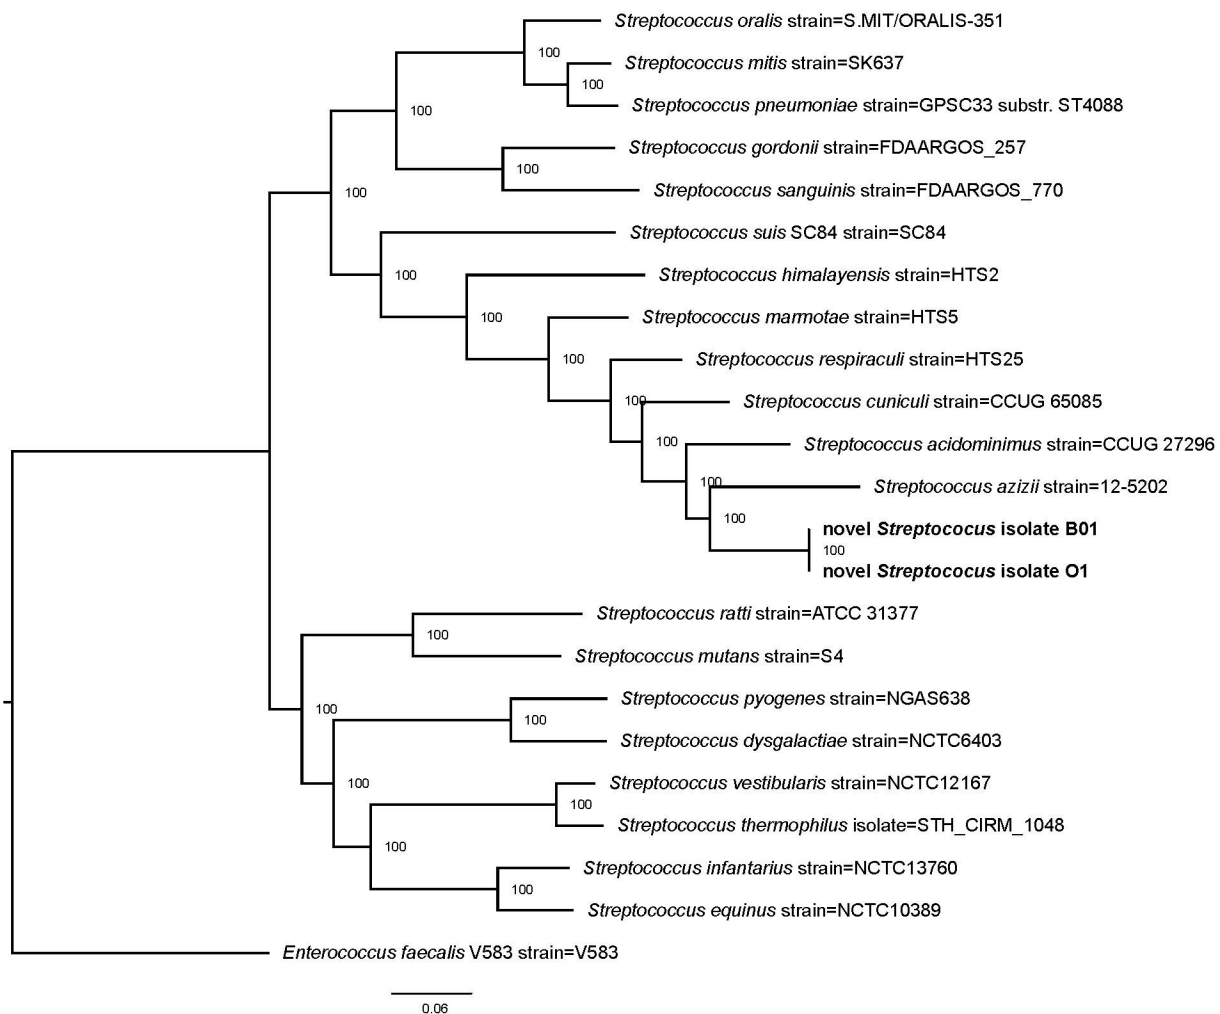 Streptococcus oralis strain=S.MIT/ORALIS-351
100
Streptococcus mitis strain=SK637
100
Streptococcus pneumoniae strain=GPSC33 substr. ST4088
100
Streptococcus gordonii strain=FDAARGOS_257
100
Streptococcus sanguinis strain=FDAARGOS_770
100
Streptococcus suis SC84 strain=SC84
100
Streptococcus himalayensis strain=HTS2
100
Streptococcus marmotae strain=HTS5
100
Streptococcus respiraculi strain=HTS25
100
Streptococcus cuniculi strain=CCUG 65085
100
Streptococcus acidominimus strain=CCUG 27296
100
Streptococcus azizii strain=12-5202
100
novel Streptococus isolate B01
100
novel Streptococus isolate O1
Streptococcus ratti strain=ATCC 31377
100
Streptococcus mutans strain=S4
100
Streptococcus pyogenes strain=NGAS638
100
Streptococcus dysgalactiae strain=NCTC6403
100
Streptococcus vestibularis strain=NCTC12167
100
Streptococcus thermophilus isolate=STH_CIRM_1048
100
Streptococcus infantarius strain=NCTC13760
100
Streptococcus equinus strain=NCTC10389
Enterococcus faecalis V583 strain=V583
0.06